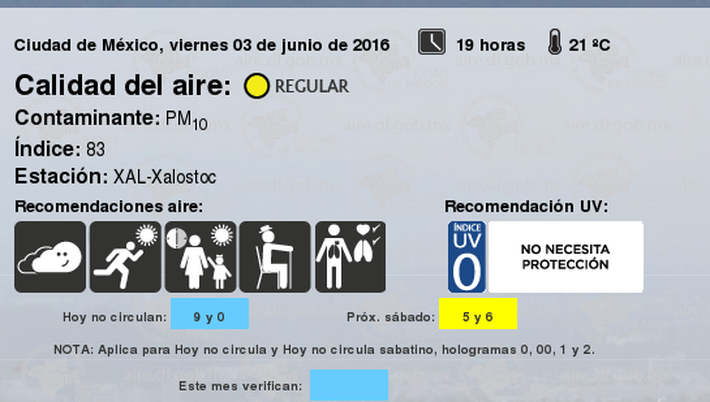 Ciudad de México, viernes 03 de junio de 2016 19 horas 21 ºC
Calidad del aire: REGULAR
Contaminante: PM10
Índice: 83
Estación: XAL-Xalostoc
Recomendaciones aire: Recomendación UV:
ÍNDICE
UV
0
NO NECESITA
PROTECCIÓN
Hoy no circulan: 9 y 0 Próx. sábado: 5 y 6
NOTA: Aplica para Hoy no circula y Hoy no circula sabatino, hologramas 0, 00, 1 y 2.
Este mes verifican: